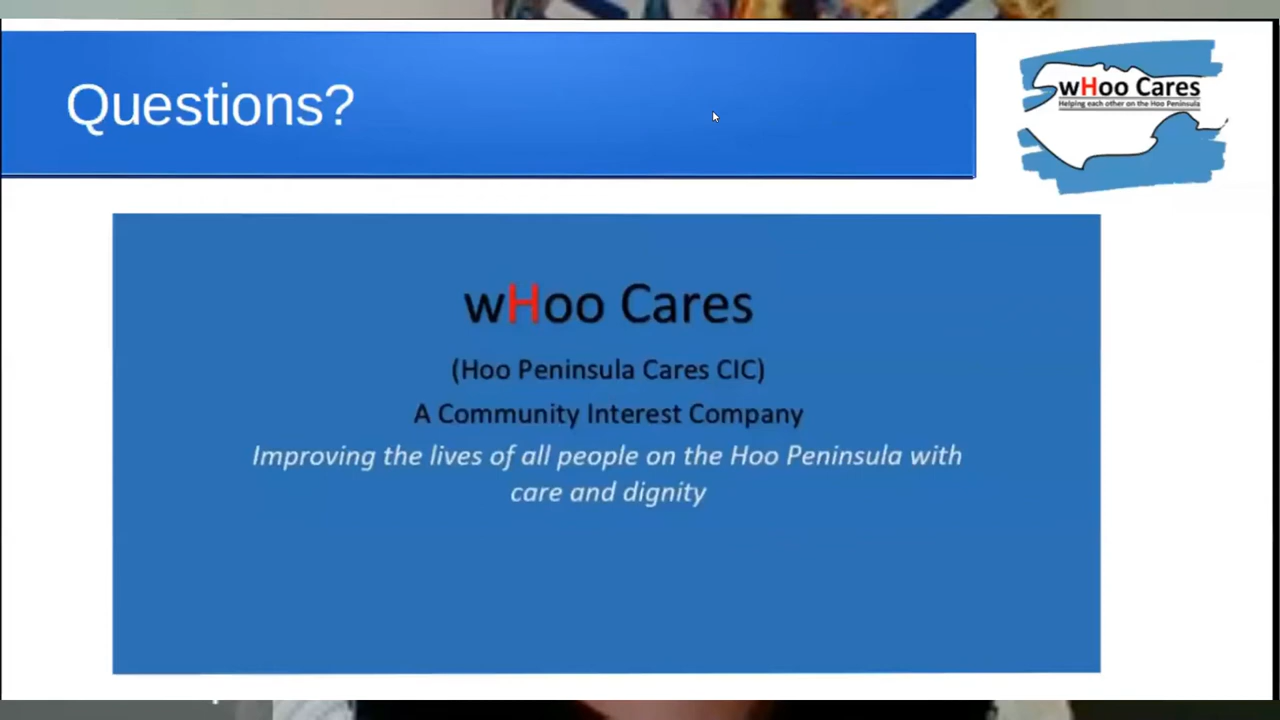 Questions?
wHoo Cares
Helping each other on the Hoo Peninsula
wHoo Cares
(Hoo Peninsula Cares CIC)
A Community Interest Company
Improving the lives of all people on the Hoo Peninsula with
care and dignity